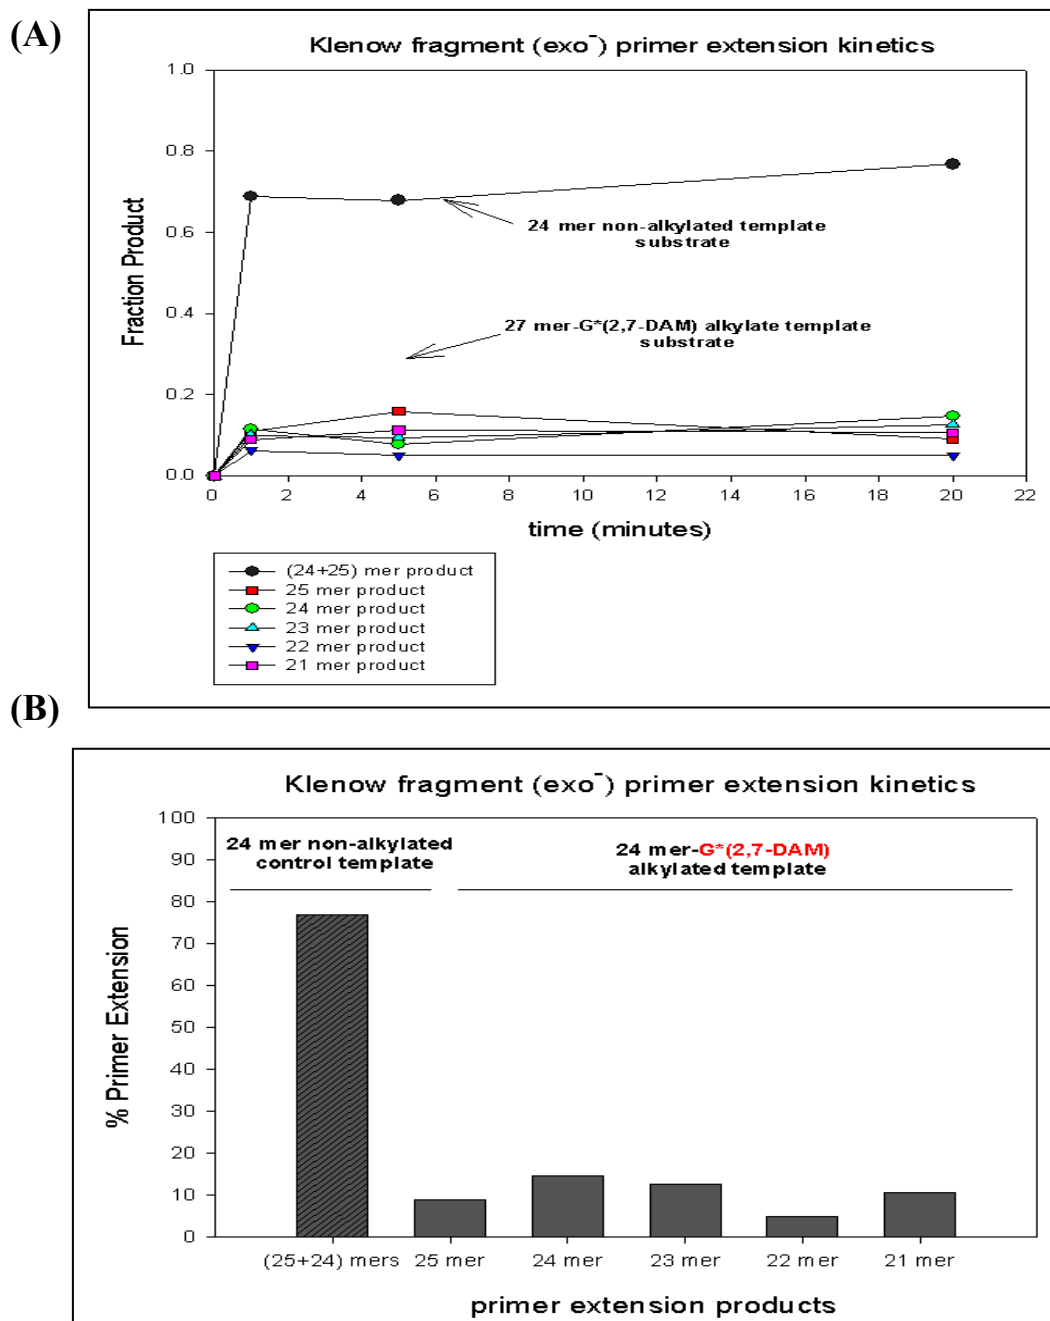 (A)
Klenow fragment (exo⁻) primer extension kinetics
1.0
0.8
0.6
0.4
0.2
0.0
Fraction Product
24 mer non-alkylated template
substrate
27 mer-G*(2,7-DAM) alkylate template
substrate
0 2 4 6 8 10 12 14 16 18 20 22
time (minutes)
(24+25) mer product
25 mer product
24 mer product
23 mer product
22 mer product
21 mer product
(B)
Klenow fragment (exo⁻) primer extension kinetics
100
90
80
70
60
50
40
30
20
10
0
% Primer Extension
24 mer non-alkylated
control template
24 mer-G*(2,7-DAM)
alkylated template
(25+24) mers 25 mer 24 mer 23 mer 22 mer 21 mer
primer extension products